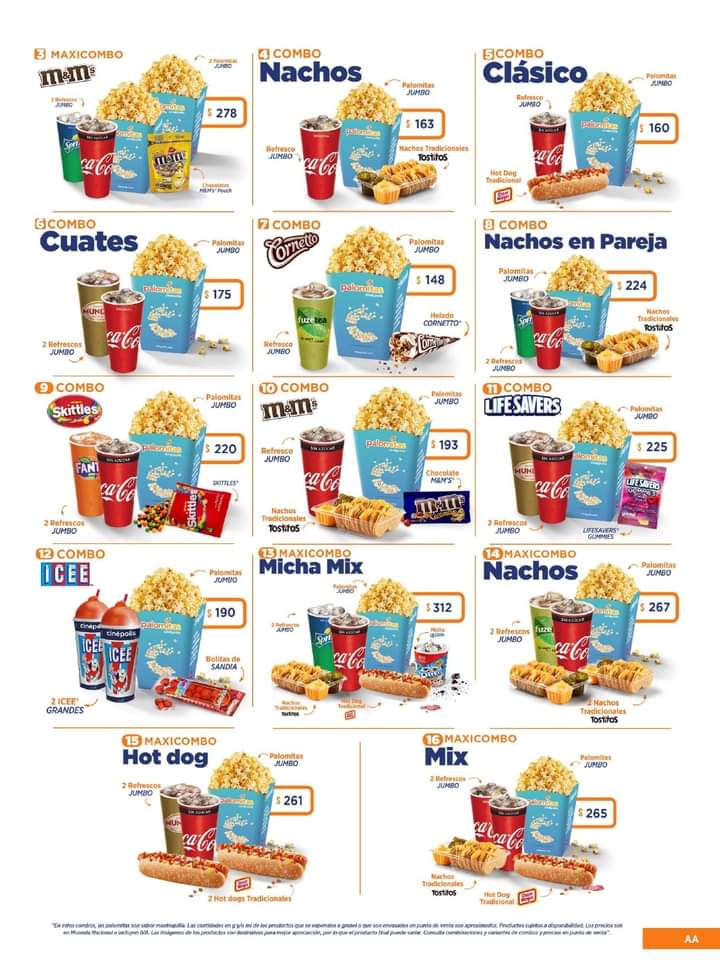 3 MAXICOMBO
M&M's
2 Palomitas
JUMBO
2 Refrescos
JUMBO
$ 278
Chocolates
M&M's® Pouch
4 COMBO
Nachos
Palomitas
JUMBO
$ 163
Refresco
JUMBO
Nachos Tradicionales
Tostitos
5 COMBO
Clásico
Palomitas
JUMBO
Refresco
JUMBO
$ 160
Hot Dog
Tradicional
6 COMBO
Cuates
Palomitas
JUMBO
$ 175
2 Refrescos
JUMBO
7 COMBO
Cornetto
Palomitas
JUMBO
$ 148
Refresco
JUMBO
Helado
CORNETTO®
8 COMBO
Nachos en Pareja
Palomitas
JUMBO
$ 224
Nachos
Tradicionales
Tostitos
2 Refrescos
JUMBO
9 COMBO
Skittles
Palomitas
JUMBO
$ 220
SKITTLES®
2 Refrescos
JUMBO
10 COMBO
M&M's
Palomitas
JUMBO
Refresco
JUMBO
$ 193
Chocolate
M&M'S®
Nachos
Tradicionales
Tostitos
11 COMBO
LIFE SAVERS
Palomitas
JUMBO
$ 225
2 Refrescos
JUMBO
LIFESAVERS®
GUMMIES
12 COMBO
ICEE
Palomitas
JUMBO
$ 190
Bolitas de
SANDIA
2 ICEE®
GRANDES
13 MAXICOMBO
Micha Mix
Palomitas
JUMBO
2 Refrescos
JUMBO
$ 312
Micha
Nachos
Tradicionales
Tostitos
Hot Dog
Tradicional
14 MAXICOMBO
Nachos
Palomitas
JUMBO
$ 267
2 Refrescos
JUMBO
2 Nachos
Tradicionales
Tostitos
15 MAXICOMBO
Hot dog
Palomitas
JUMBO
2 Refrescos
JUMBO
$ 261
2 Hot dogs Tradicionales
16 MAXICOMBO
Mix
Palomitas
JUMBO
2 Refrescos
JUMBO
$ 265
Nachos
Tradicionales
Tostitos
Hot Dog
Tradicional
"En estos combos, las palomitas son sabor mantequilla. Las cantidades en g y/o ml de los productos que se expenden a granel o que son envasados en punto de venta son aproximados. Productos sujetos a disponibilidad. Los precios son
en Moneda Nacional e incluyen IVA. Las imágenes de los productos son ilustrativas para mejor apreciación, por lo que el producto final puede variar. Consulta combinaciones y variantes de combos y precios en punto de venta".
AA